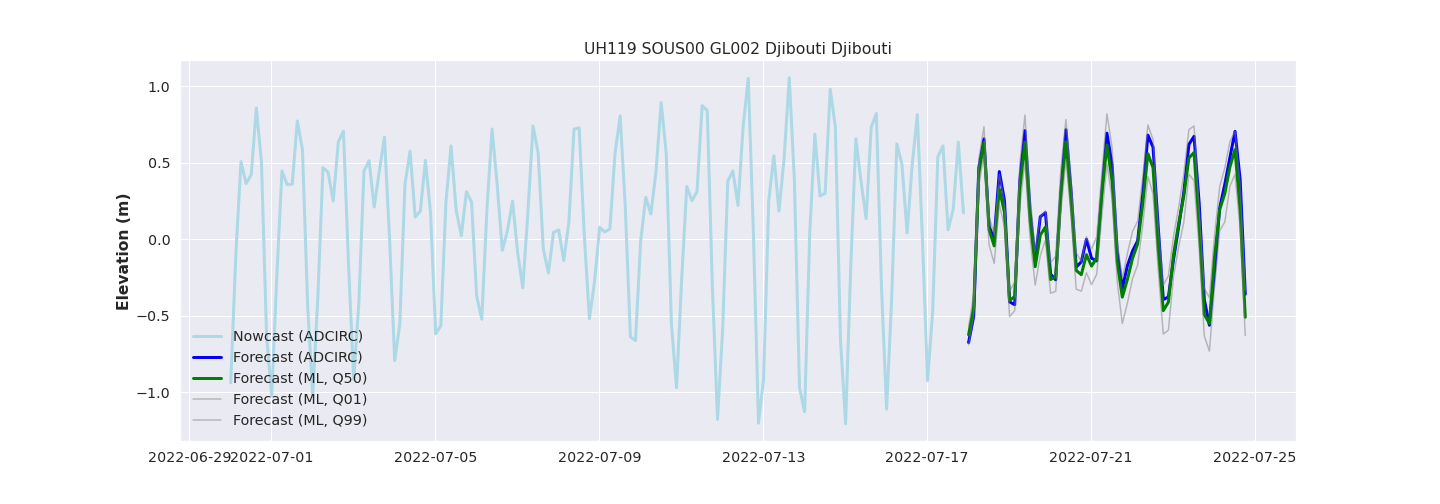 UH119 SOUS00 GL002 Djibouti Djibouti
Elevation (m)
1.0
0.5
0.0
−0.5
−1.0
Nowcast (ADCIRC)
Forecast (ADCIRC)
Forecast (ML, Q50)
Forecast (ML, Q01)
Forecast (ML, Q99)
2022-06-29 2022-07-01 2022-07-05 2022-07-09 2022-07-13 2022-07-17 2022-07-21 2022-07-25